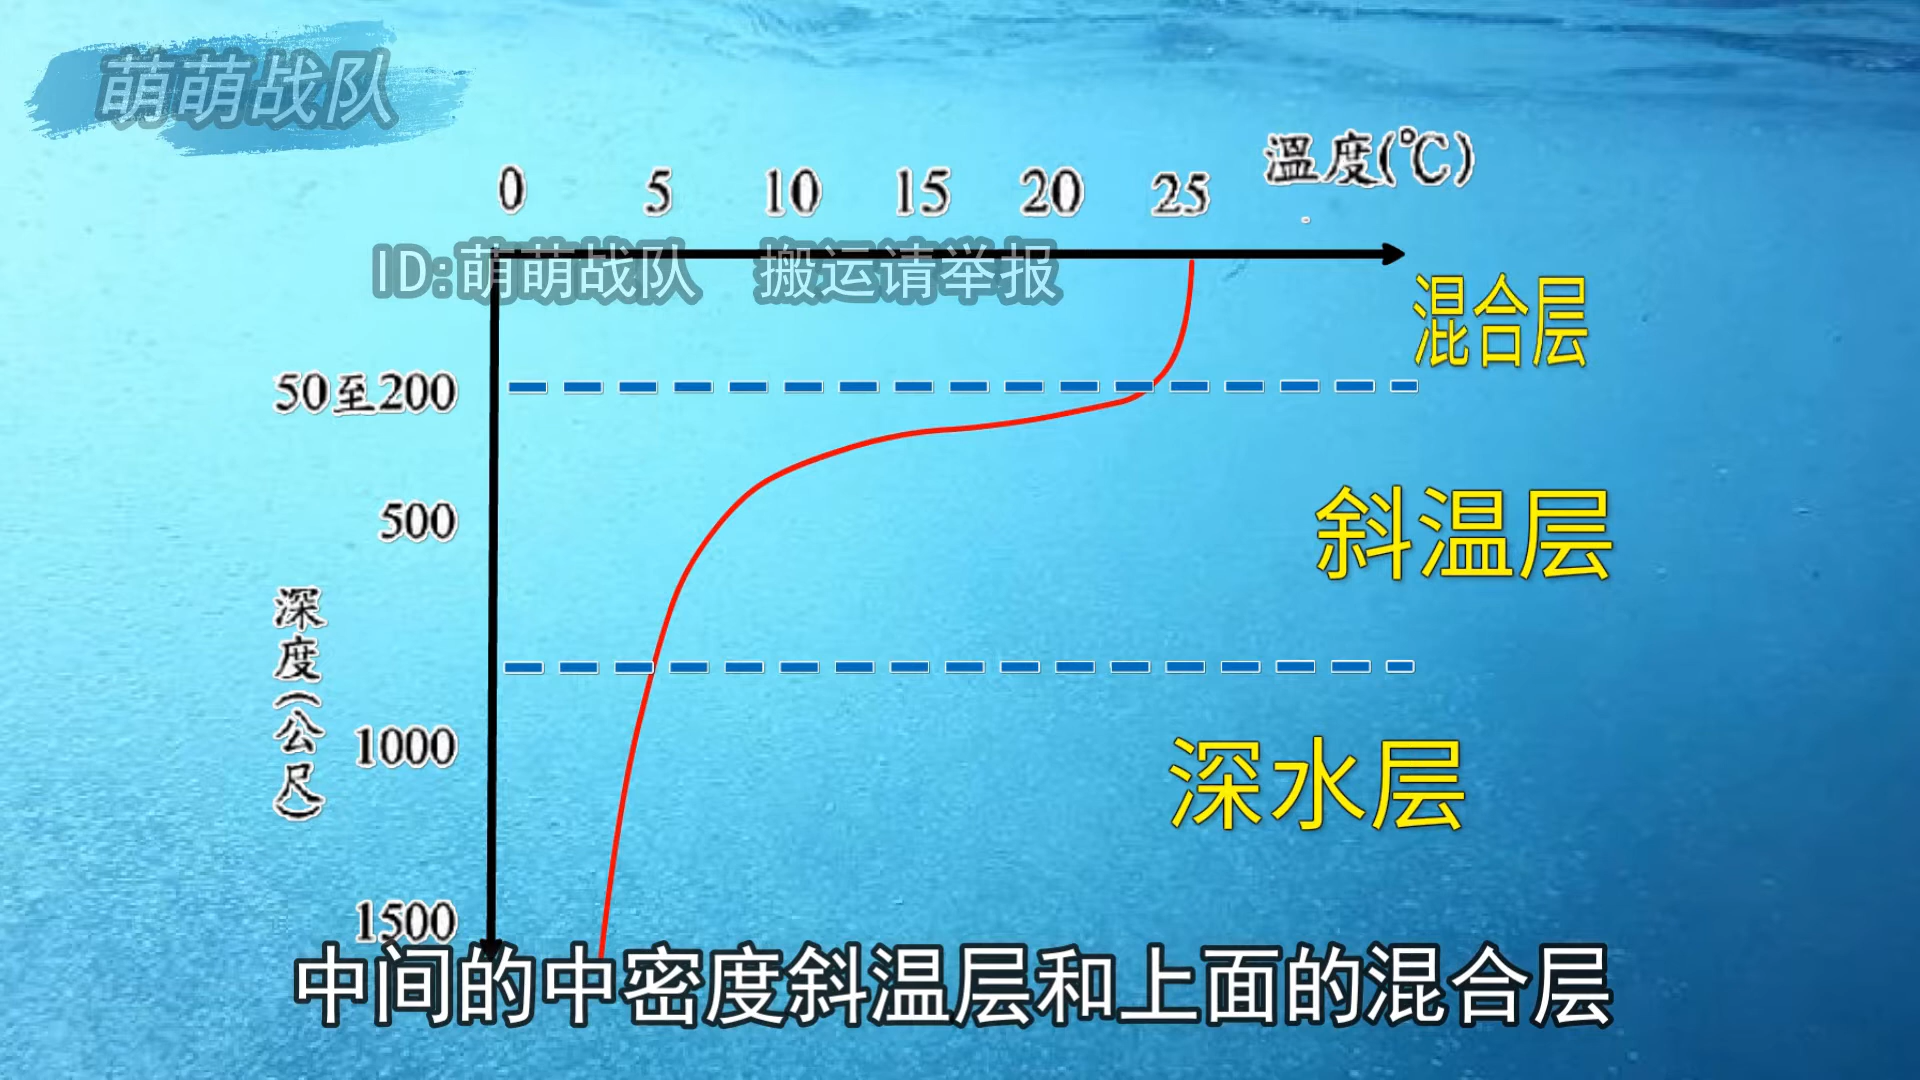 萌萌战队
0 5 10 15 20 25 溫度(℃)
ID:萌萌战队 搬运请举报
混合层
50至200
500
斜温层
深度(公尺)
1000
深水层
1500
中间的中密度斜温层和上面的混合层